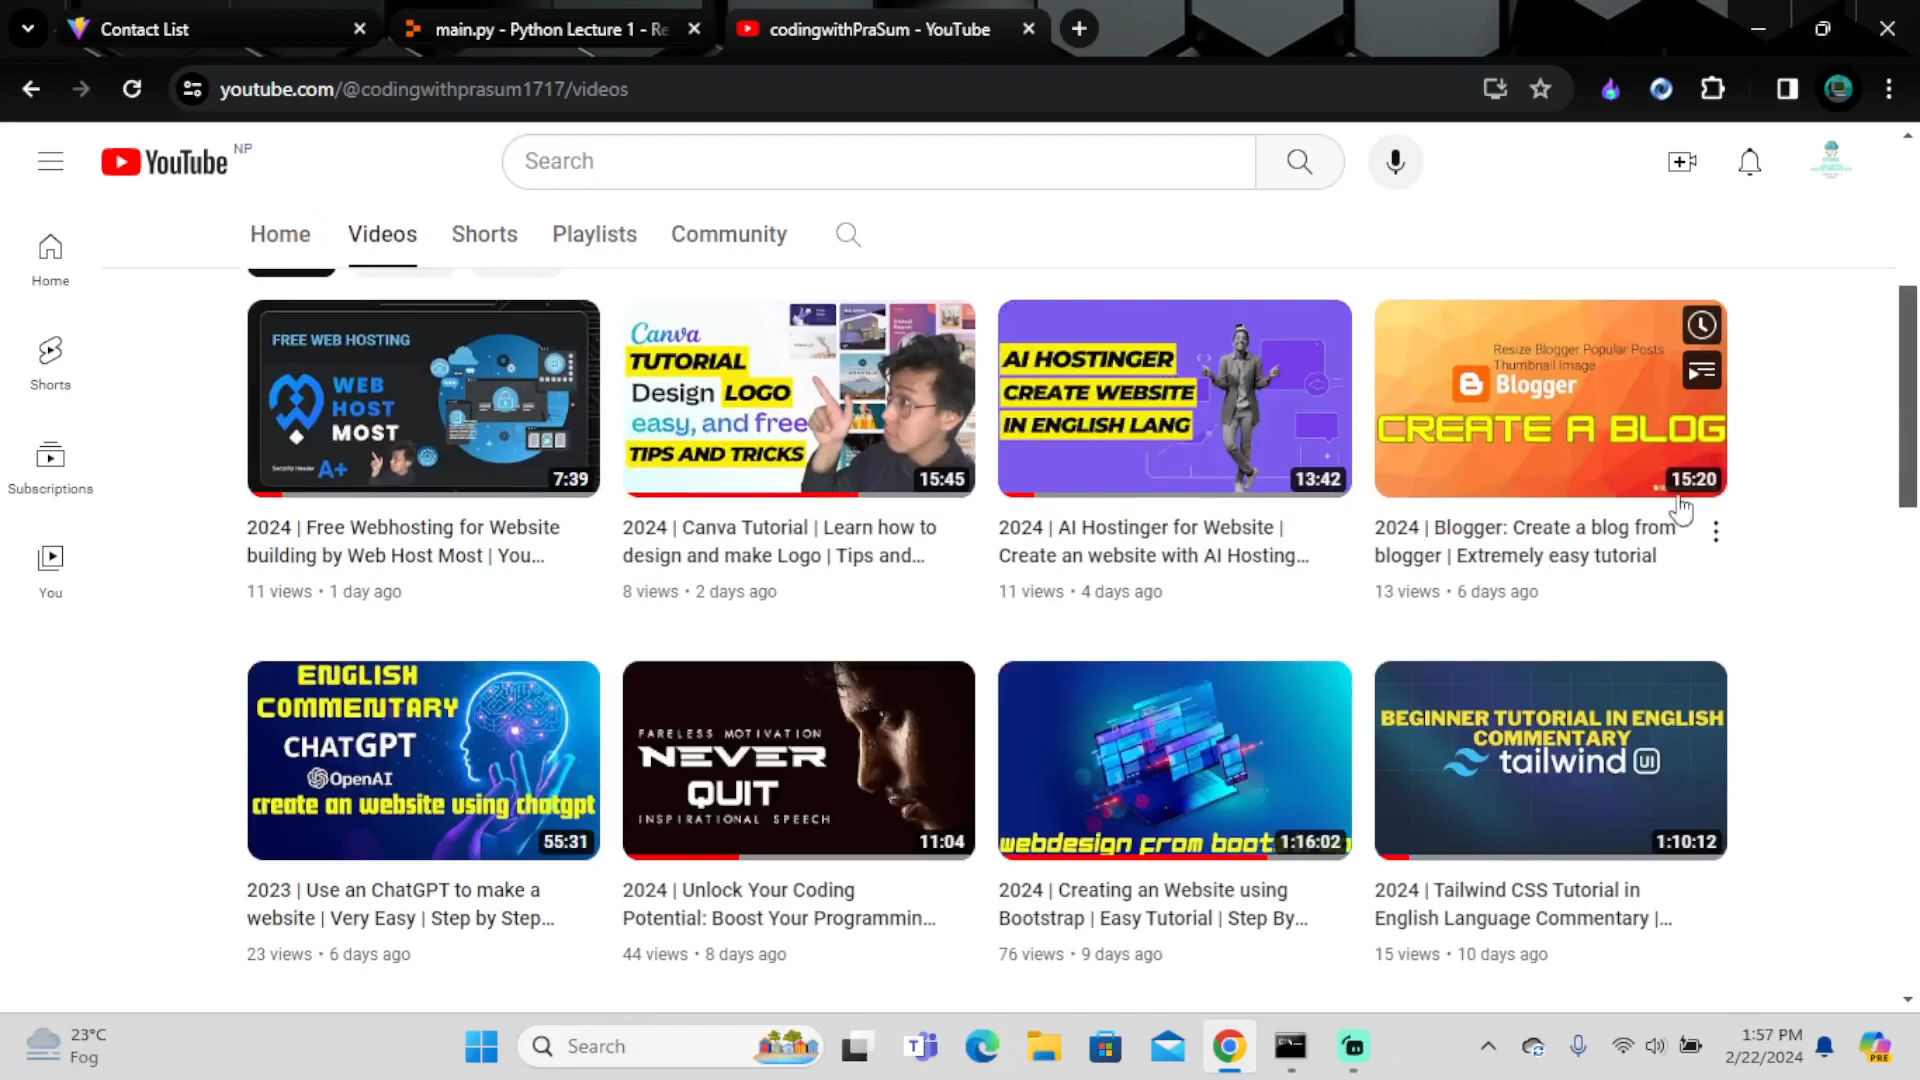 Contact List
main.py - Python Lecture 1 - Re
codingwithPraSum - YouTube
youtube.com/@codingwithprasum1717/videos
YouTube NP
Search
Home
Videos
Shorts
Playlists
Community
Home
Shorts
Subscriptions
You
FREE WEB HOSTING
WEB
HOST
MOST
Security Header A+
7:39
Canva
TUTORIAL
Design LOGO
easy, and free
TIPS AND TRICKS
15:45
AI HOSTINGER
CREATE WEBSITE
IN ENGLISH LANG
13:42
Resize Blogger Popular Posts
Thumbnail Image
Blogger
CREATE A BLOG
15:20
2024 | Free Webhosting for Website
building by Web Host Most | You...
11 views • 1 day ago
2024 | Canva Tutorial | Learn how to
design and make Logo | Tips and...
8 views • 2 days ago
2024 | AI Hostinger for Website |
Create an website with AI Hosting...
11 views • 4 days ago
2024 | Blogger: Create a blog from
blogger | Extremely easy tutorial
13 views • 6 days ago
ENGLISH
COMMENTARY
CHATGPT
OpenAI
create an website using chatgpt
55:31
FARELESS MOTIVATION
NEVER
QUIT
INSPIRATIONAL SPEECH
11:04
webdesign from boot
1:16:02
BEGINNER TUTORIAL IN ENGLISH
COMMENTARY
tailwind UI
1:10:12
2023 | Use an ChatGPT to make a
website | Very Easy | Step by Step...
23 views • 6 days ago
2024 | Unlock Your Coding
Potential: Boost Your Programmin...
44 views • 8 days ago
2024 | Creating an Website using
Bootstrap | Easy Tutorial | Step By...
76 views • 9 days ago
2024 | Tailwind CSS Tutorial in
English Language Commentary |...
15 views • 10 days ago
23°C
Fog
Search
1:57 PM
2/22/2024
PRE